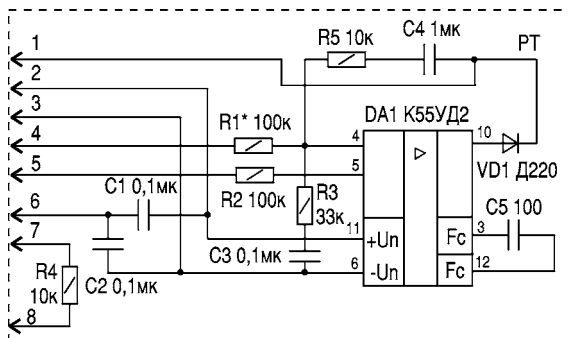 1
2
3
4
5
6
7
8
R5 10к
C4 1мк
РТ
R1* 100к
DA1 К55УД2
4
10
5
VD1 Д220
R2 100к
C1 0,1мк
R3
33к
C5 100
11
+Un
Fc
3
6
-Un
Fc
12
C3 0,1мк
R4
10к
C2 0,1мк